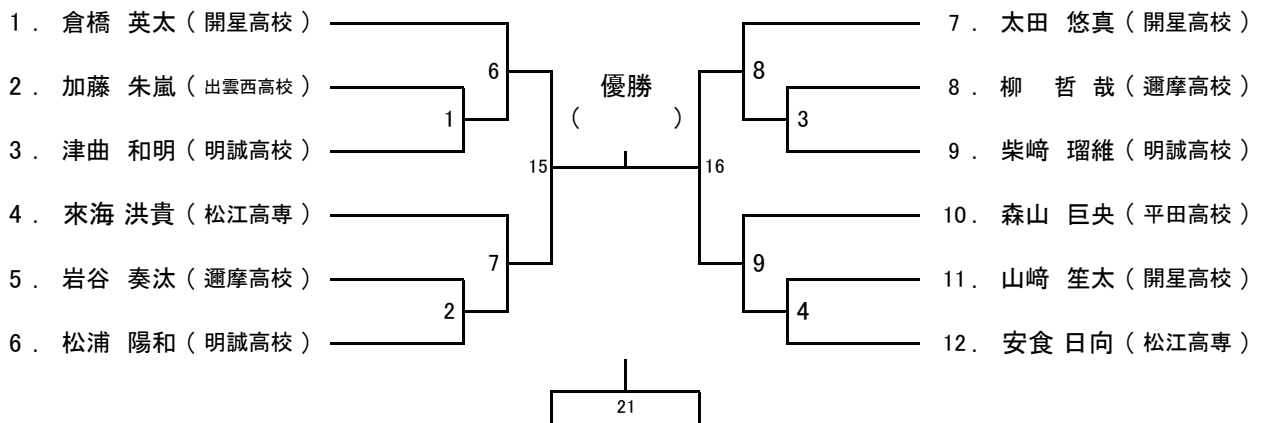 1. 倉橋 英太 (開星高校) 7. 太田 悠真 (開星高校)
6 優勝 8
2. 加藤 朱嵐 (出雲西高校) 8. 柳 哲哉 (邇摩高校)
1 ( ) 3
3. 津曲 和明 (明誠高校) 9. 柴﨑 瑠維 (明誠高校)
15 16
4. 來海 洪貴 (松江高専) 10. 森山 巨央 (平田高校)
7 9
5. 岩谷 奏汰 (邇摩高校) 11. 山﨑 笙太 (開星高校)
2 4
6. 松浦 陽和 (明誠高校) 12. 安食 日向 (松江高専)
21